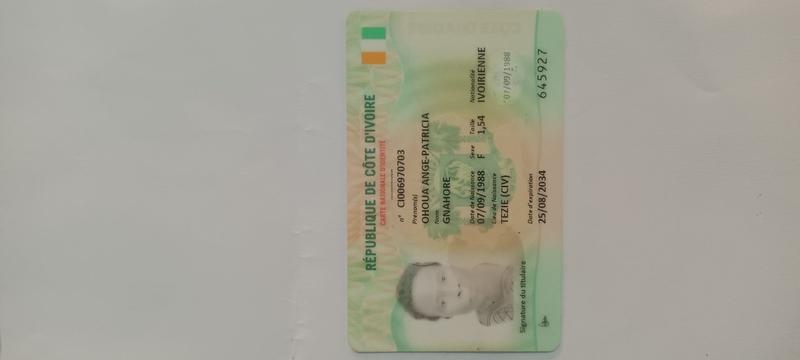 RÉPUBLIQUE DE CÔTE D'IVOIRE
CARTE NATIONALE D'IDENTITÉ
n° CI006970703
Prénom(s)
OHOUA ANGE-PATRICIA
Nom
GNAHORE
Date de Naissance Sexe Taille Nationalité
07/09/1988 F 1,54 IVOIRIENNE
Lieu de Naissance
TEZIE (CIV)
07/09/1988
Date d'expiration
25/08/2034
645927
Signature du titulaire